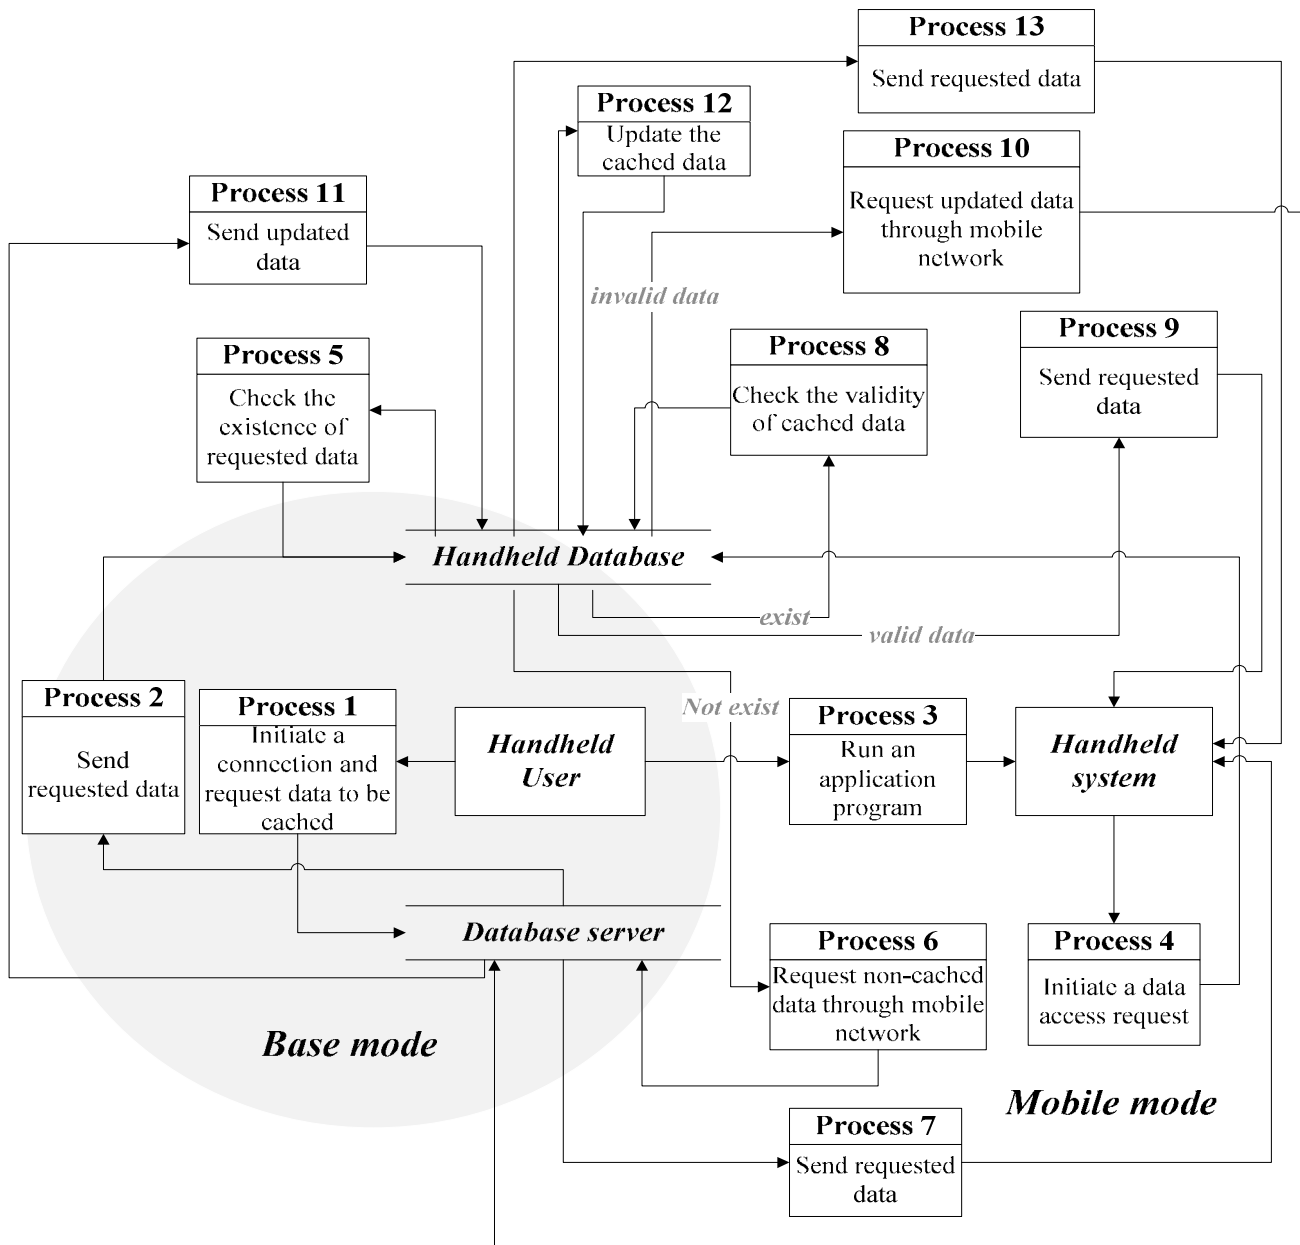 Process 13
Send requested data
Process 12
Update the
cached data
Process 10
Request updated data
through mobile
network
Process 11
Send updated
data
invalid data
Process 9
Send requested
data
Process 8
Check the validity
of cached data
Process 5
Check the
existence of
requested data
Handheld Database
exist
valid data
Process 2
Send
requested data
Process 1
Initiate a
connection and
request data to be
cached
Handheld
User
Not exist
Process 3
Run an
application
program
Handheld
system
Database server
Process 6
Request non-cached
data through mobile
network
Process 4
Initiate a data
access request
Base mode
Mobile mode
Process 7
Send requested
data